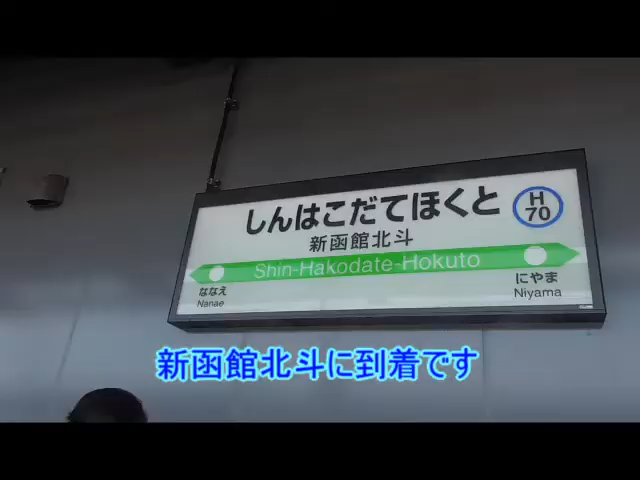 しんはこだてほくと
H
70
新函館北斗
Shin-Hakodate-Hokuto
ななえ
Nanae
にやま
Niyama
新函館北斗に到着です